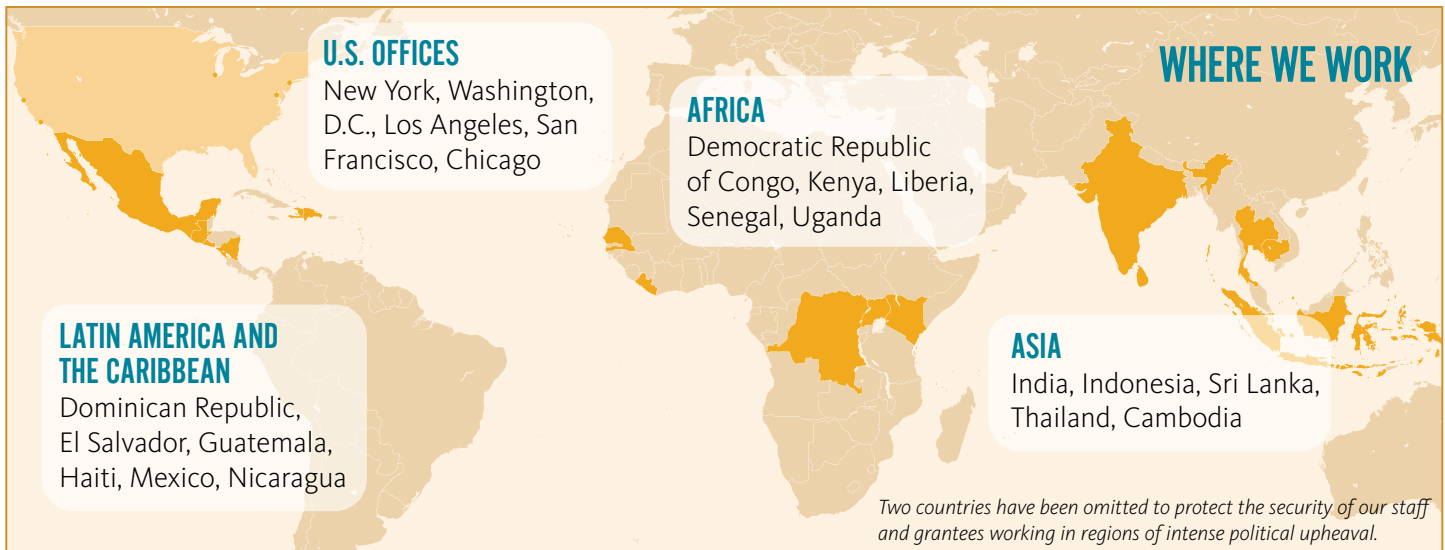 WHERE WE WORK
U.S. OFFICES
New York, Washington,
D.C., Los Angeles, San
Francisco, Chicago
AFRICA
Democratic Republic
of Congo, Kenya, Liberia,
Senegal, Uganda
LATIN AMERICA AND
THE CARIBBEAN
Dominican Republic,
El Salvador, Guatemala,
Haiti, Mexico, Nicaragua
ASIA
India, Indonesia, Sri Lanka,
Thailand, Cambodia
Two countries have been omitted to protect the security of our staff
and grantees working in regions of intense political upheaval.